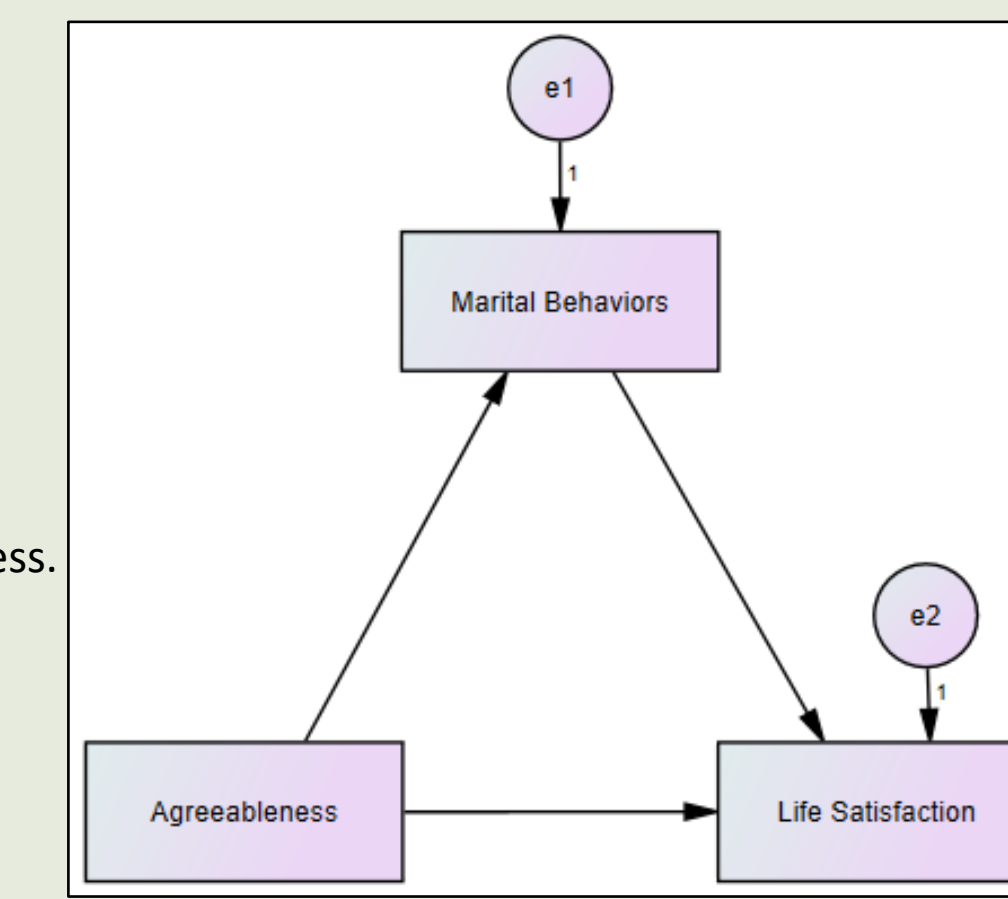 e1
1
Marital Behaviors
ess.
e2
1
Agreeableness
Life Satisfaction